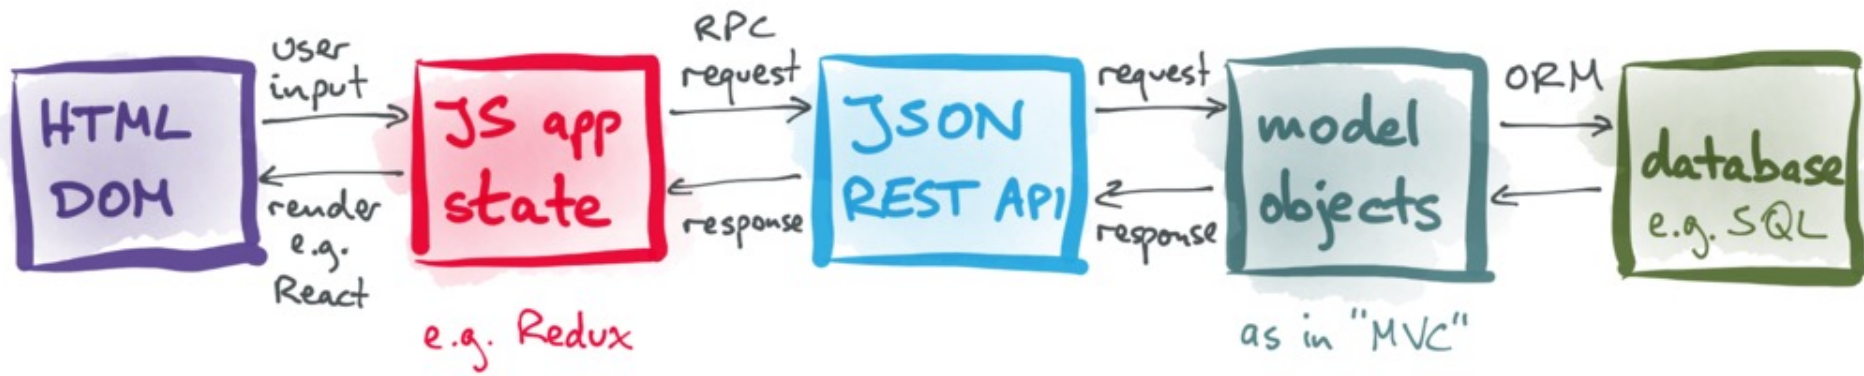 HTML
DOM
user
input
render
e.g.
React
JS app
state
e.g. Redux
RPC
request
response
JSON
REST API
request
response
model
objects
as in "MVC"
ORM
database
e.g. SQL